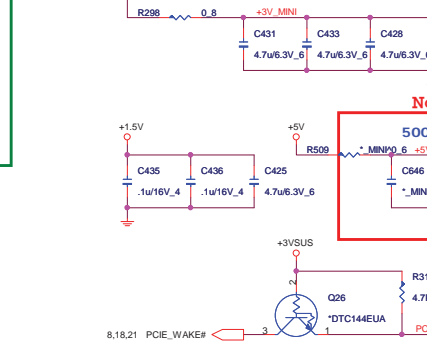 R298 0_8 +3V_MINI
C431 C433 C428
4.7u/6.3V_6 4.7u/6.3V_6 4.7u/6.3V_6
+1.5V +5V
R509 *_MINI^0_6 +5V
C435 C436 C425 C646
.1u/16V_4 .1u/16V_4 4.7u/6.3V_6 *_MIN
500
+3VSUS
2
Q26
*DTC144EUA
8,18,21 PCIE_WAKE# 3 1